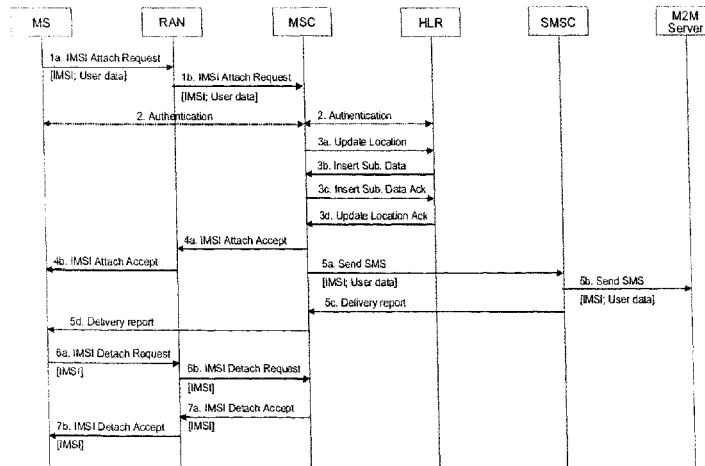 MS
RAN
MSC
HLR
SMSC
M2M
Server
1a. IMSI Attach Request
[IMSI; User data]
1b. IMSI Attach Request
[IMSI; User data]
2. Authentication
2. Authentication
3a. Update Location
3b. Insert Sub. Data
3c. Insert Sub. Data Ack
3d. Update Location Ack
4a. IMSI Attach Accept
4b. IMSI Attach Accept
5a. Send SMS
[IMSI; User data]
5b. Send SMS
[IMSI; User data]
5c. Delivery report
5d. Delivery report
6a. IMSI Detach Request
[IMSI]
6b. IMSI Detach Request
[IMSI]
7a. IMSI Detach Accept
[IMSI]
7b. IMSI Detach Accept
[IMSI]